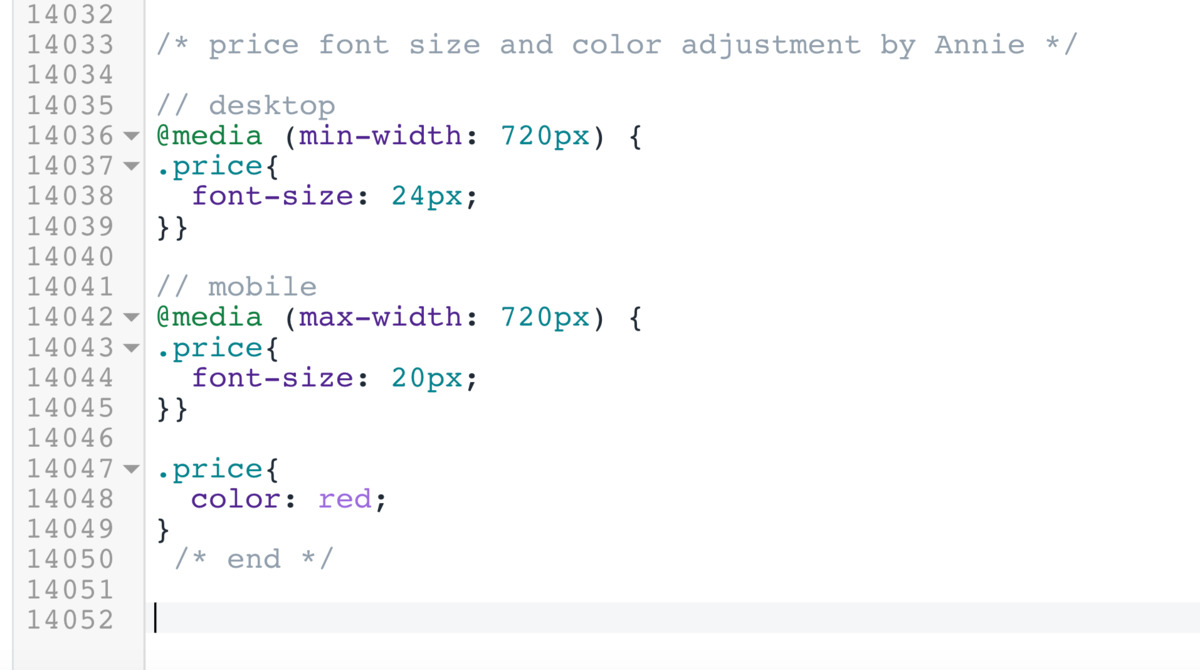 14032
14033 /* price font size and color adjustment by Annie */
14034
14035 // desktop
14036 @media (min-width: 720px) {
14037 .price{
14038   font-size: 24px;
14039 }}
14040
14041 // mobile
14042 @media (max-width: 720px) {
14043 .price{
14044   font-size: 20px;
14045 }}
14046
14047 .price{
14048   color: red;
14049 }
14050  /* end */
14051
14052